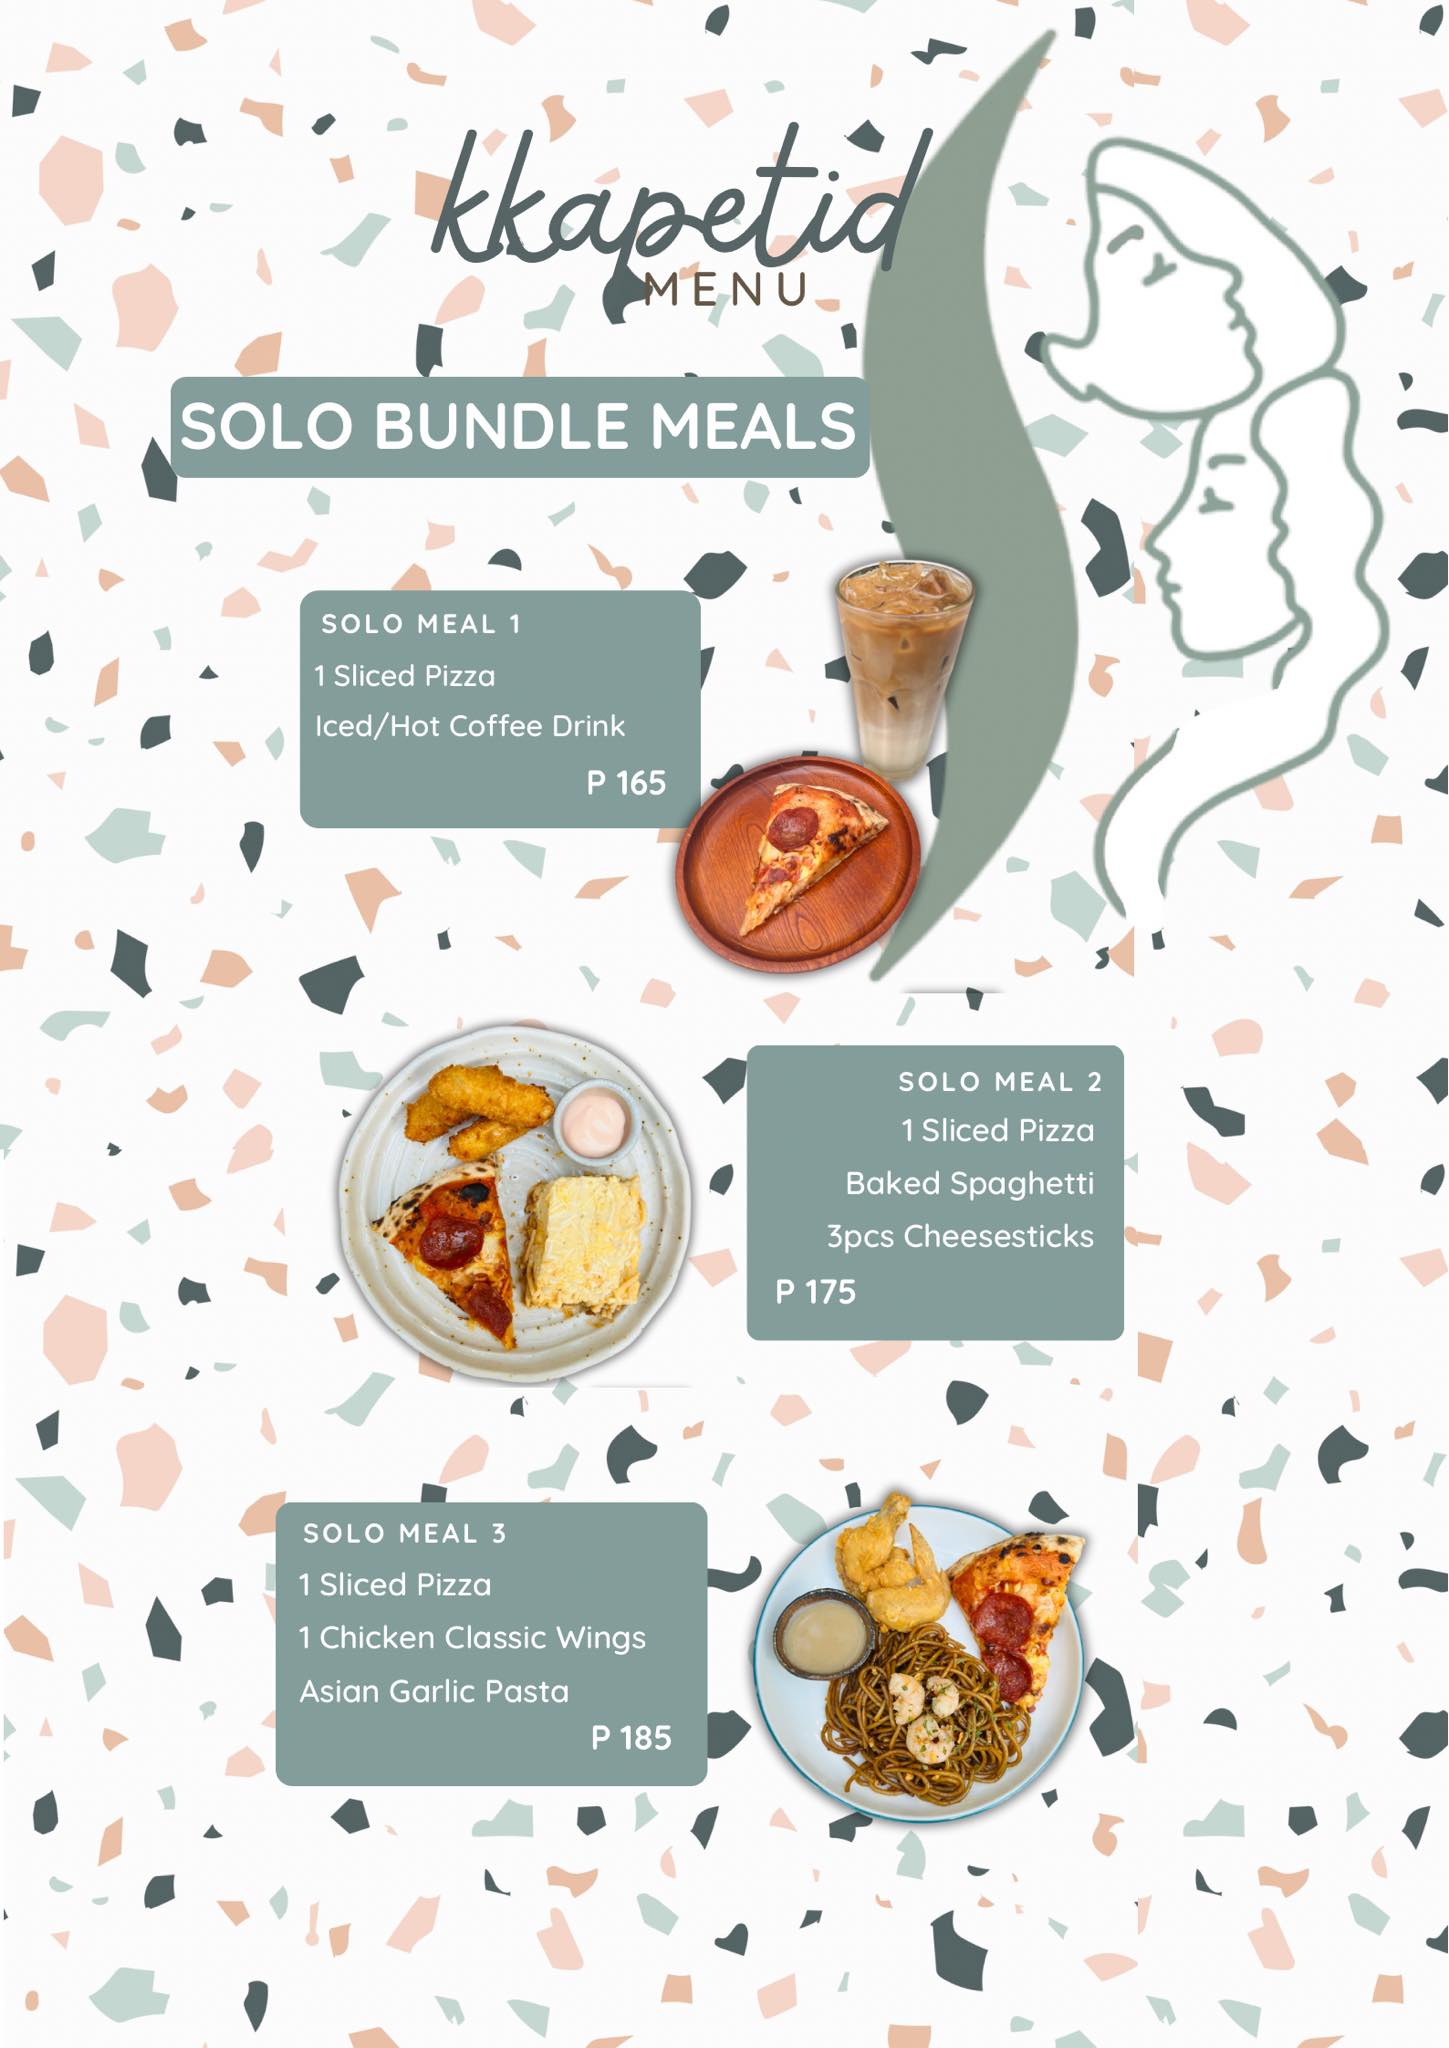 kkapetid
MENU
SOLO BUNDLE MEALS
SOLO MEAL 1
1 Sliced Pizza
Iced/Hot Coffee Drink
P 165
SOLO MEAL 2
1 Sliced Pizza
Baked Spaghetti
3pcs Cheesesticks
P 175
SOLO MEAL 3
1 Sliced Pizza
1 Chicken Classic Wings
Asian Garlic Pasta
P 185